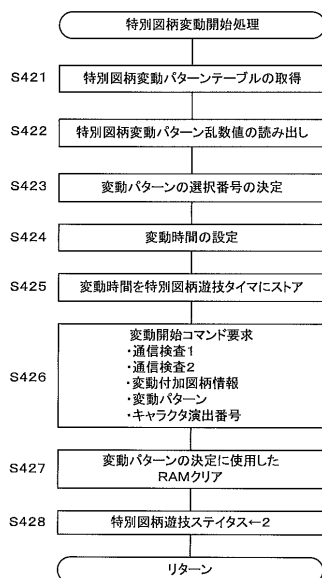 特別図柄変動開始処理
S421 特別図柄変動パターンテーブルの取得
S422 特別図柄変動パターン乱数値の読み出し
S423 変動パターンの選択番号の決定
S424 変動時間の設定
S425 変動時間を特別図柄遊技タイマにストア
S426 変動開始コマンド要求
・通信検査1
・通信検査2
・変動付加図柄情報
・変動パターン
・キャラクタ演出番号
S427 変動パターンの決定に使用した
RAMクリア
S428 特別図柄遊技ステイタス←2
リターン